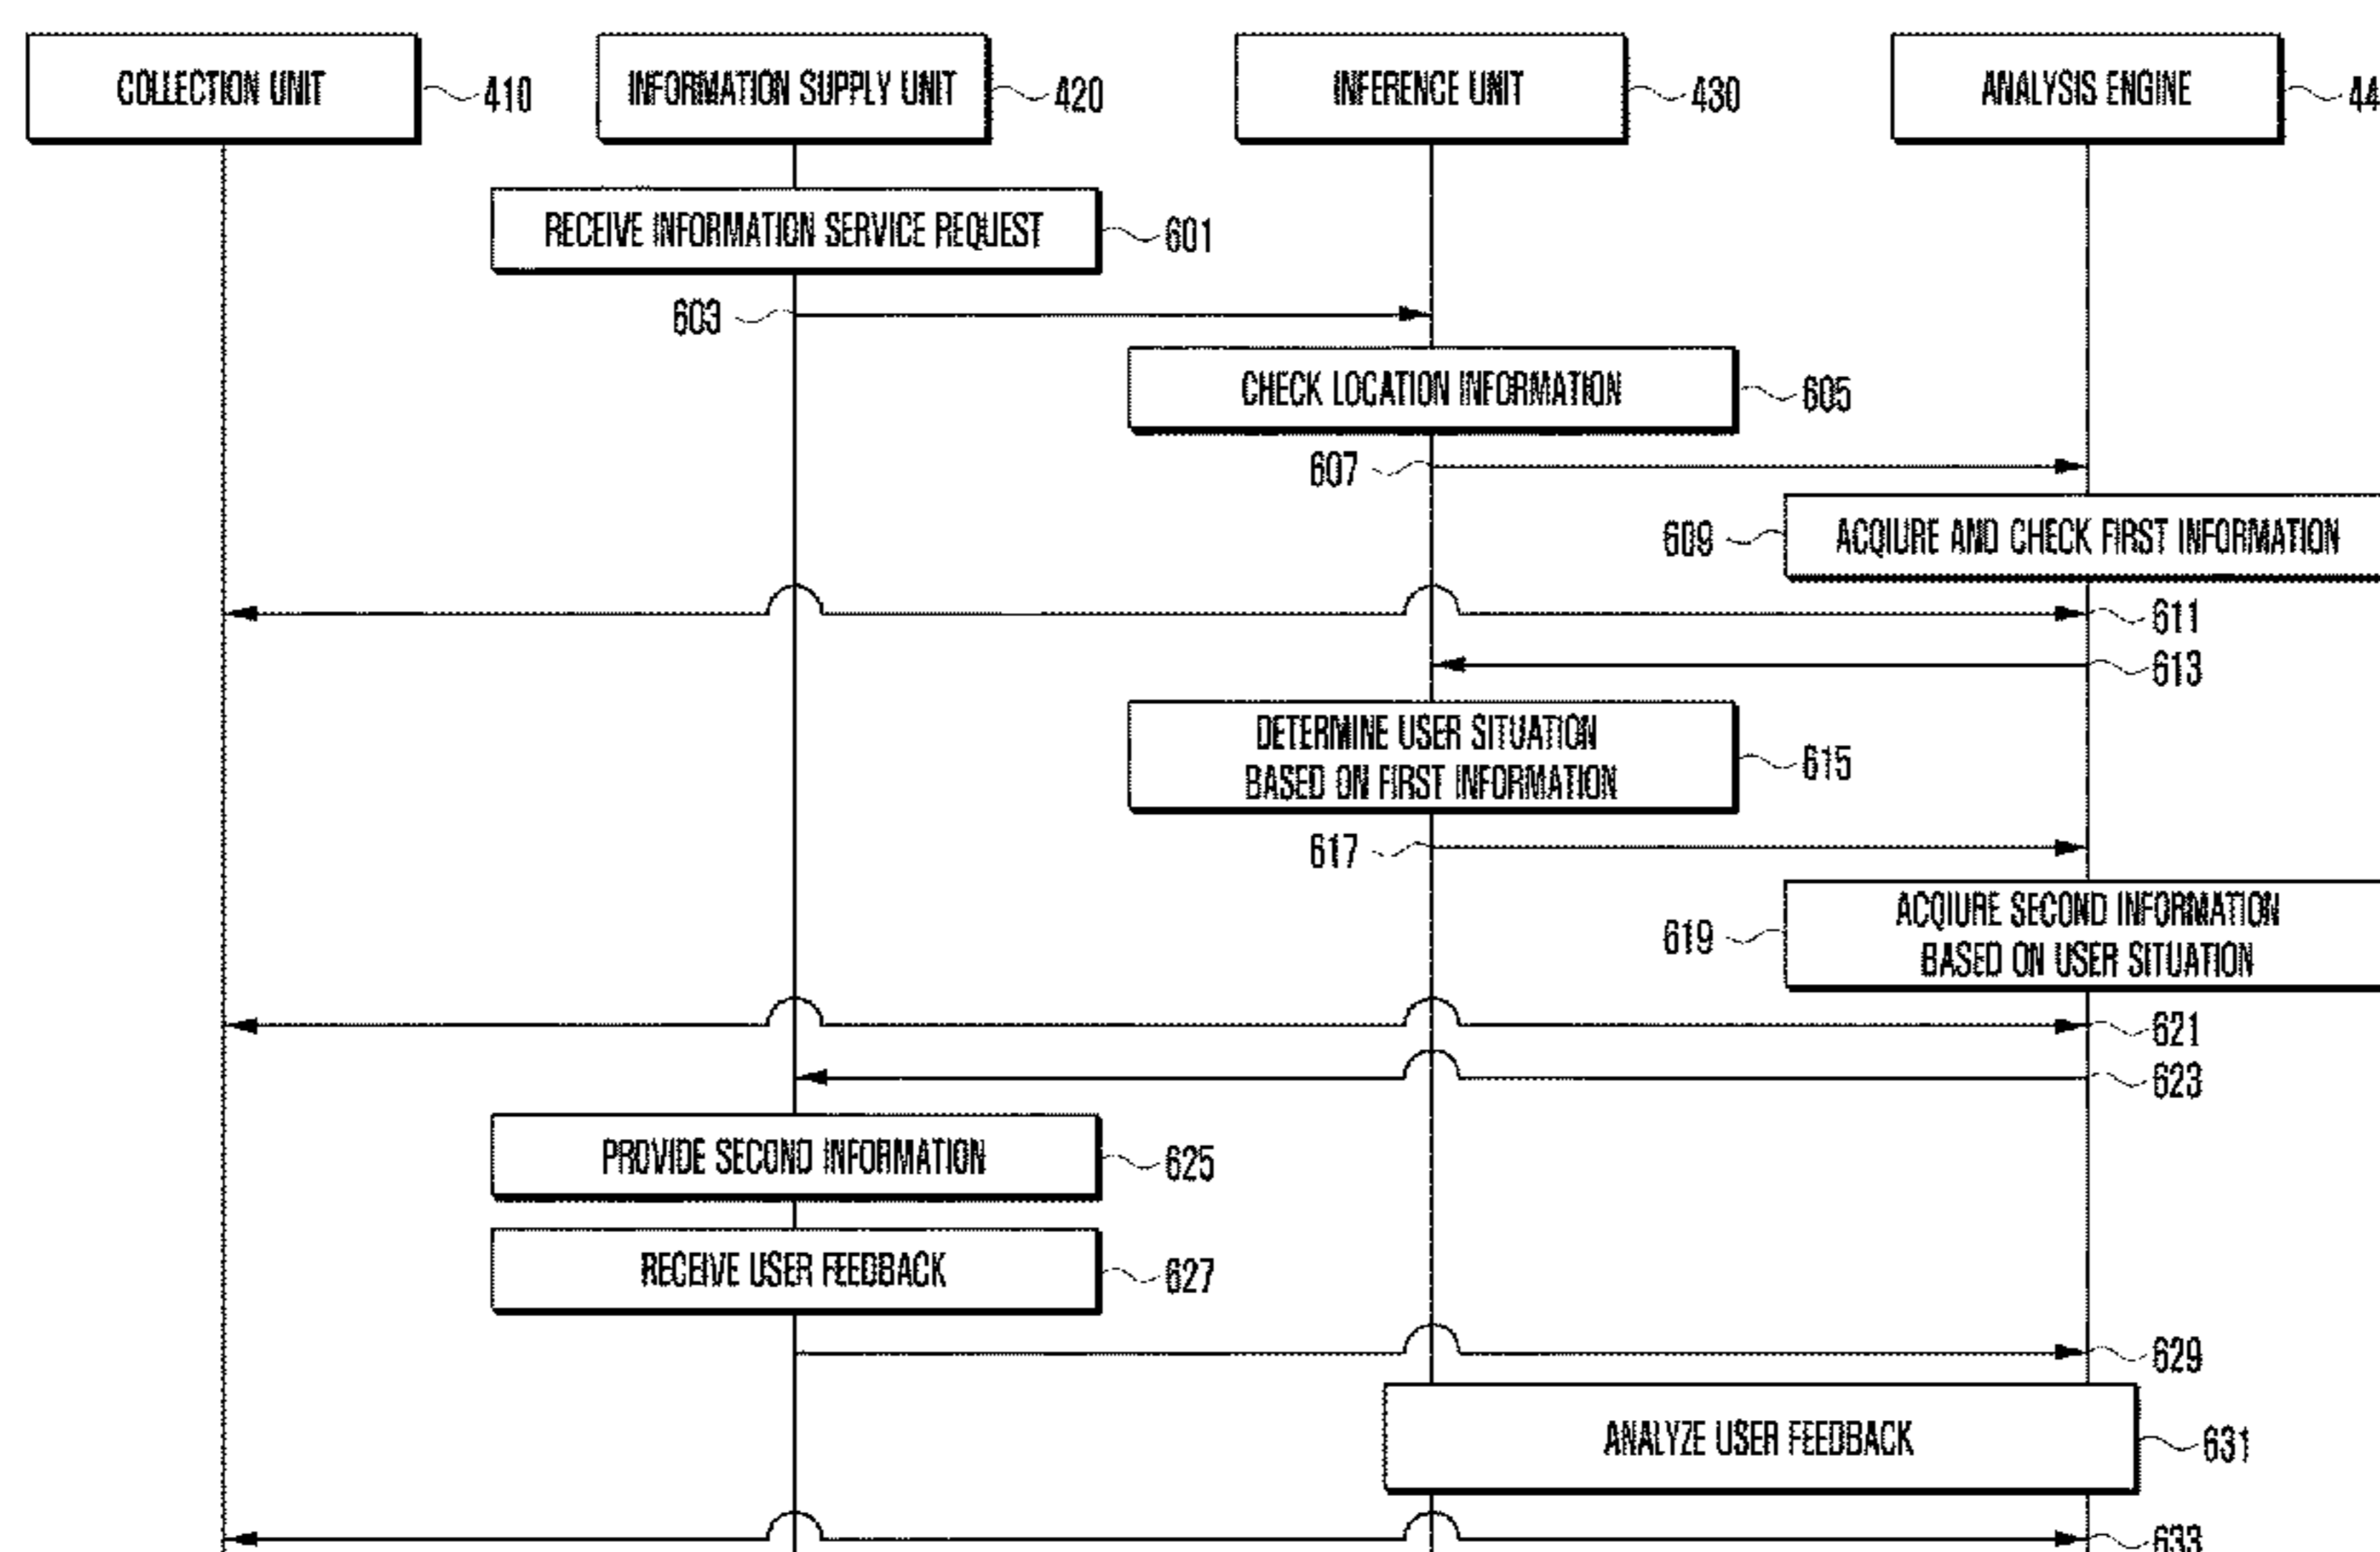 COLLECTION UNIT
410
INFORMATION SUPPLY UNIT
420
INFERENCE UNIT
430
ANALYSIS ENGINE
44
RECEIVE INFORMATION SERVICE REQUEST
601
603
CHECK LOCATION INFORMATION
605
607
609
ACQIURE AND CHECK FIRST INFORMATION
611
613
DETERMINE USER SITUATION
BASED ON FIRST INFORMATION
615
617
619
ACQIURE SECOND INFORMATION
BASED ON USER SITUATION
621
623
PROVIDE SECOND INFORMATION
625
RECEIVE USER FEEDBACK
627
629
ANALYZE USER FEEDBACK
631
633